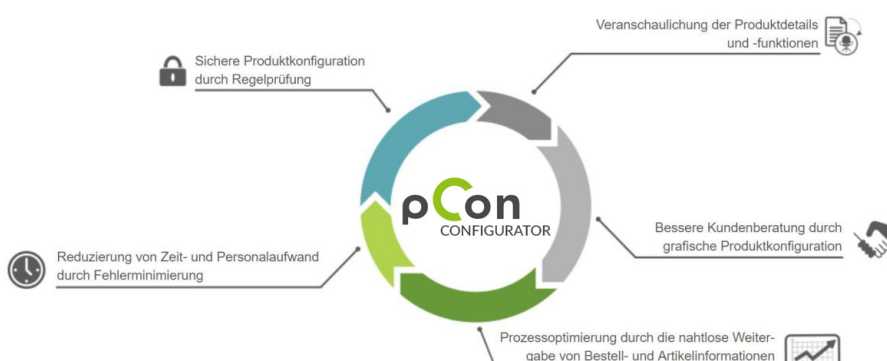 Veranschaulichung der Produktdetails
und -funktionen
Sichere Produktkonfiguration
durch Regelprüfung
pCon
CONFIGURATOR
Bessere Kundenberatung durch
grafische Produktkonfiguration
Reduzierung von Zeit- und Personalaufwand
durch Fehlerminimierung
Prozessoptimierung durch die nahtlose Weiter-
gabe von Bestell- und Artikelinformationen